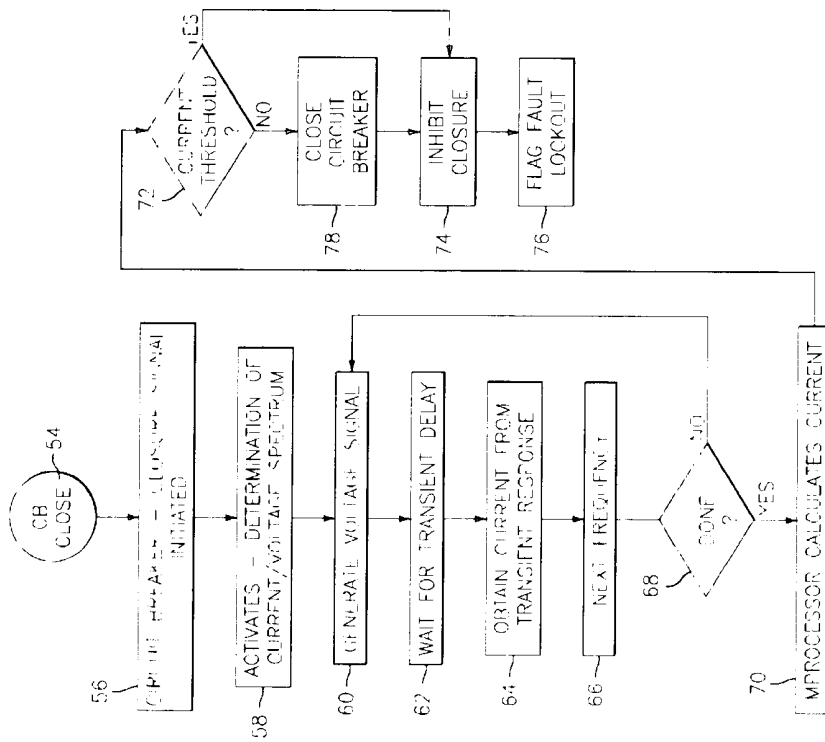 CB
CLOSE
54
CIRCUIT BREAKER – CLOSURE SIGNAL
INITIATED
56
ACTIVATES – DETERMINATION OF
CURRENT/VOLTAGE SPECTRUM
58
GENERATE VOLTAGE SIGNAL
60
WAIT FOR TRANSIENT DELAY
62
OBTAIN CURRENT FROM
TRANSIENT RESPONSE
64
NEXT FREQUENCY
66
DONE
?
68
NO
YES
MPROCESSOR CALCULATES CURRENT
70
CURRENT
THRESHOLD
?
72
YES
NO
CLOSE
CIRCUIT
BREAKER
78
INHIBIT
CLOSURE
74
FLAG FAULT
LOCKOUT
76